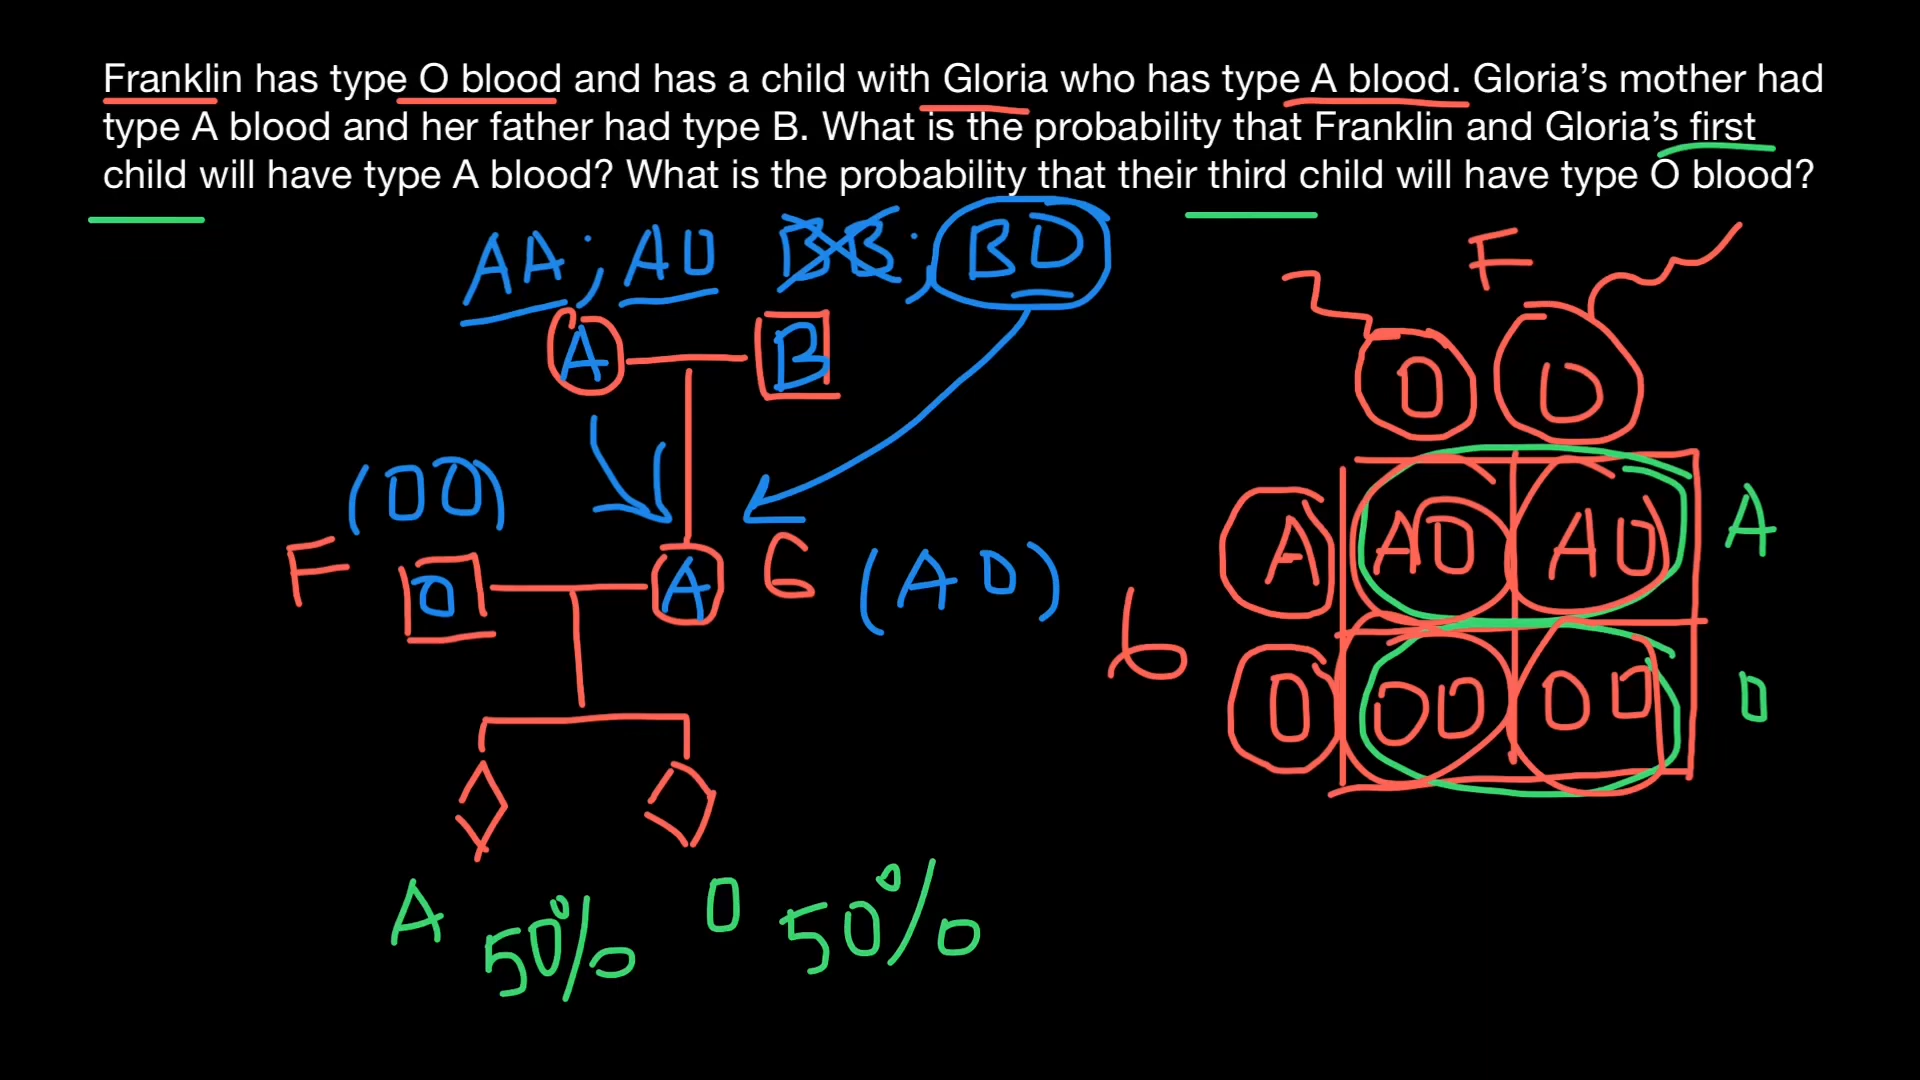 Franklin has type O blood and has a child with Gloria who has type A blood. Gloria’s mother had
type A blood and her father had type B. What is the probability that Franklin and Gloria’s first
child will have type A blood? What is the probability that their third child will have type O blood?
AA; AO BB; BO
F
A B
O O
(OO)
A AO AO A
F O A G (AO)
G
O OO OO O
A 50% O 50%